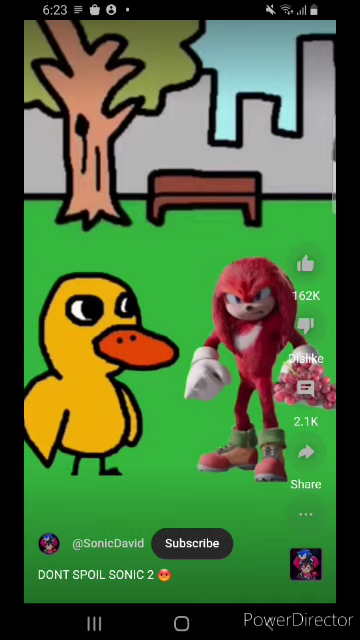 6:23
162K
Dislike
2.1K
Share
@SonicDavid
Subscribe
DONT SPOIL SONIC 2 😡
PowerDirector